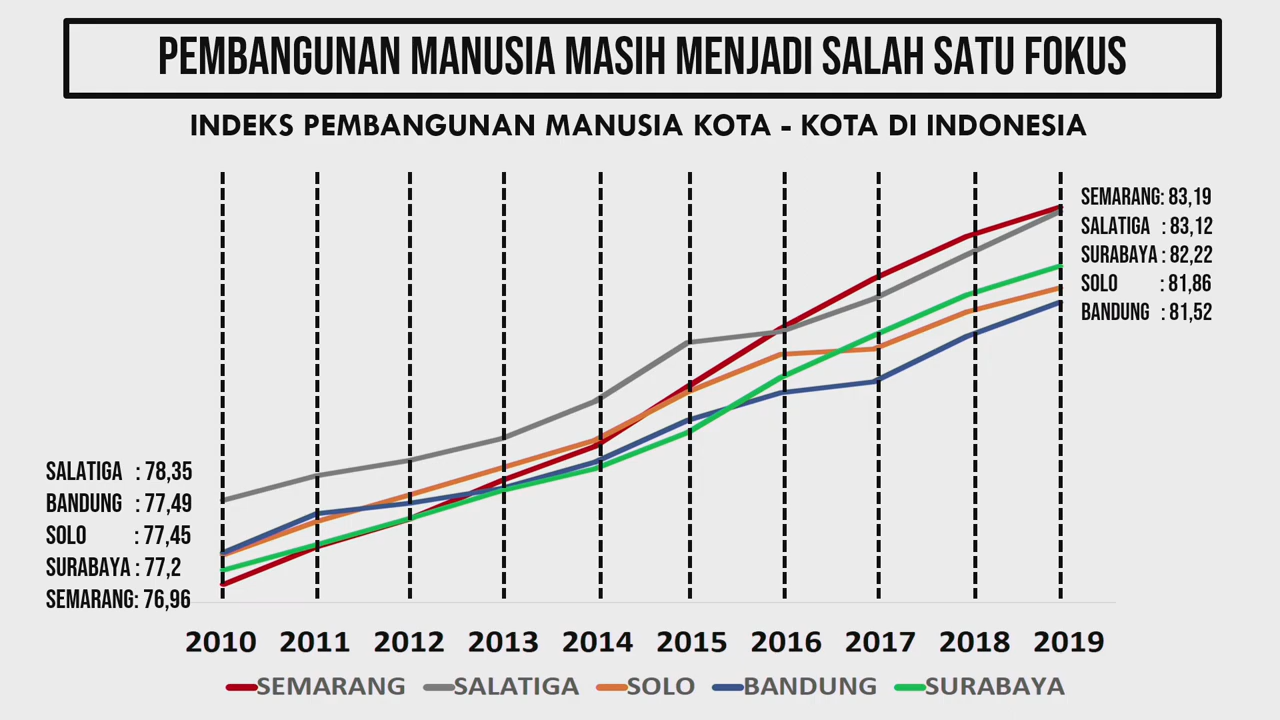 PEMBANGUNAN MANUSIA MASIH MENJADI SALAH SATU FOKUS
INDEKS PEMBANGUNAN MANUSIA KOTA - KOTA DI INDONESIA
SEMARANG: 83,19
SALATIGA : 83,12
SURABAYA : 82,22
SOLO : 81,86
BANDUNG : 81,52
SALATIGA : 78,35
BANDUNG : 77,49
SOLO : 77,45
SURABAYA : 77,2
SEMARANG: 76,96
2010 2011 2012 2013 2014 2015 2016 2017 2018 2019
SEMARANG SALATIGA SOLO BANDUNG SURABAYA